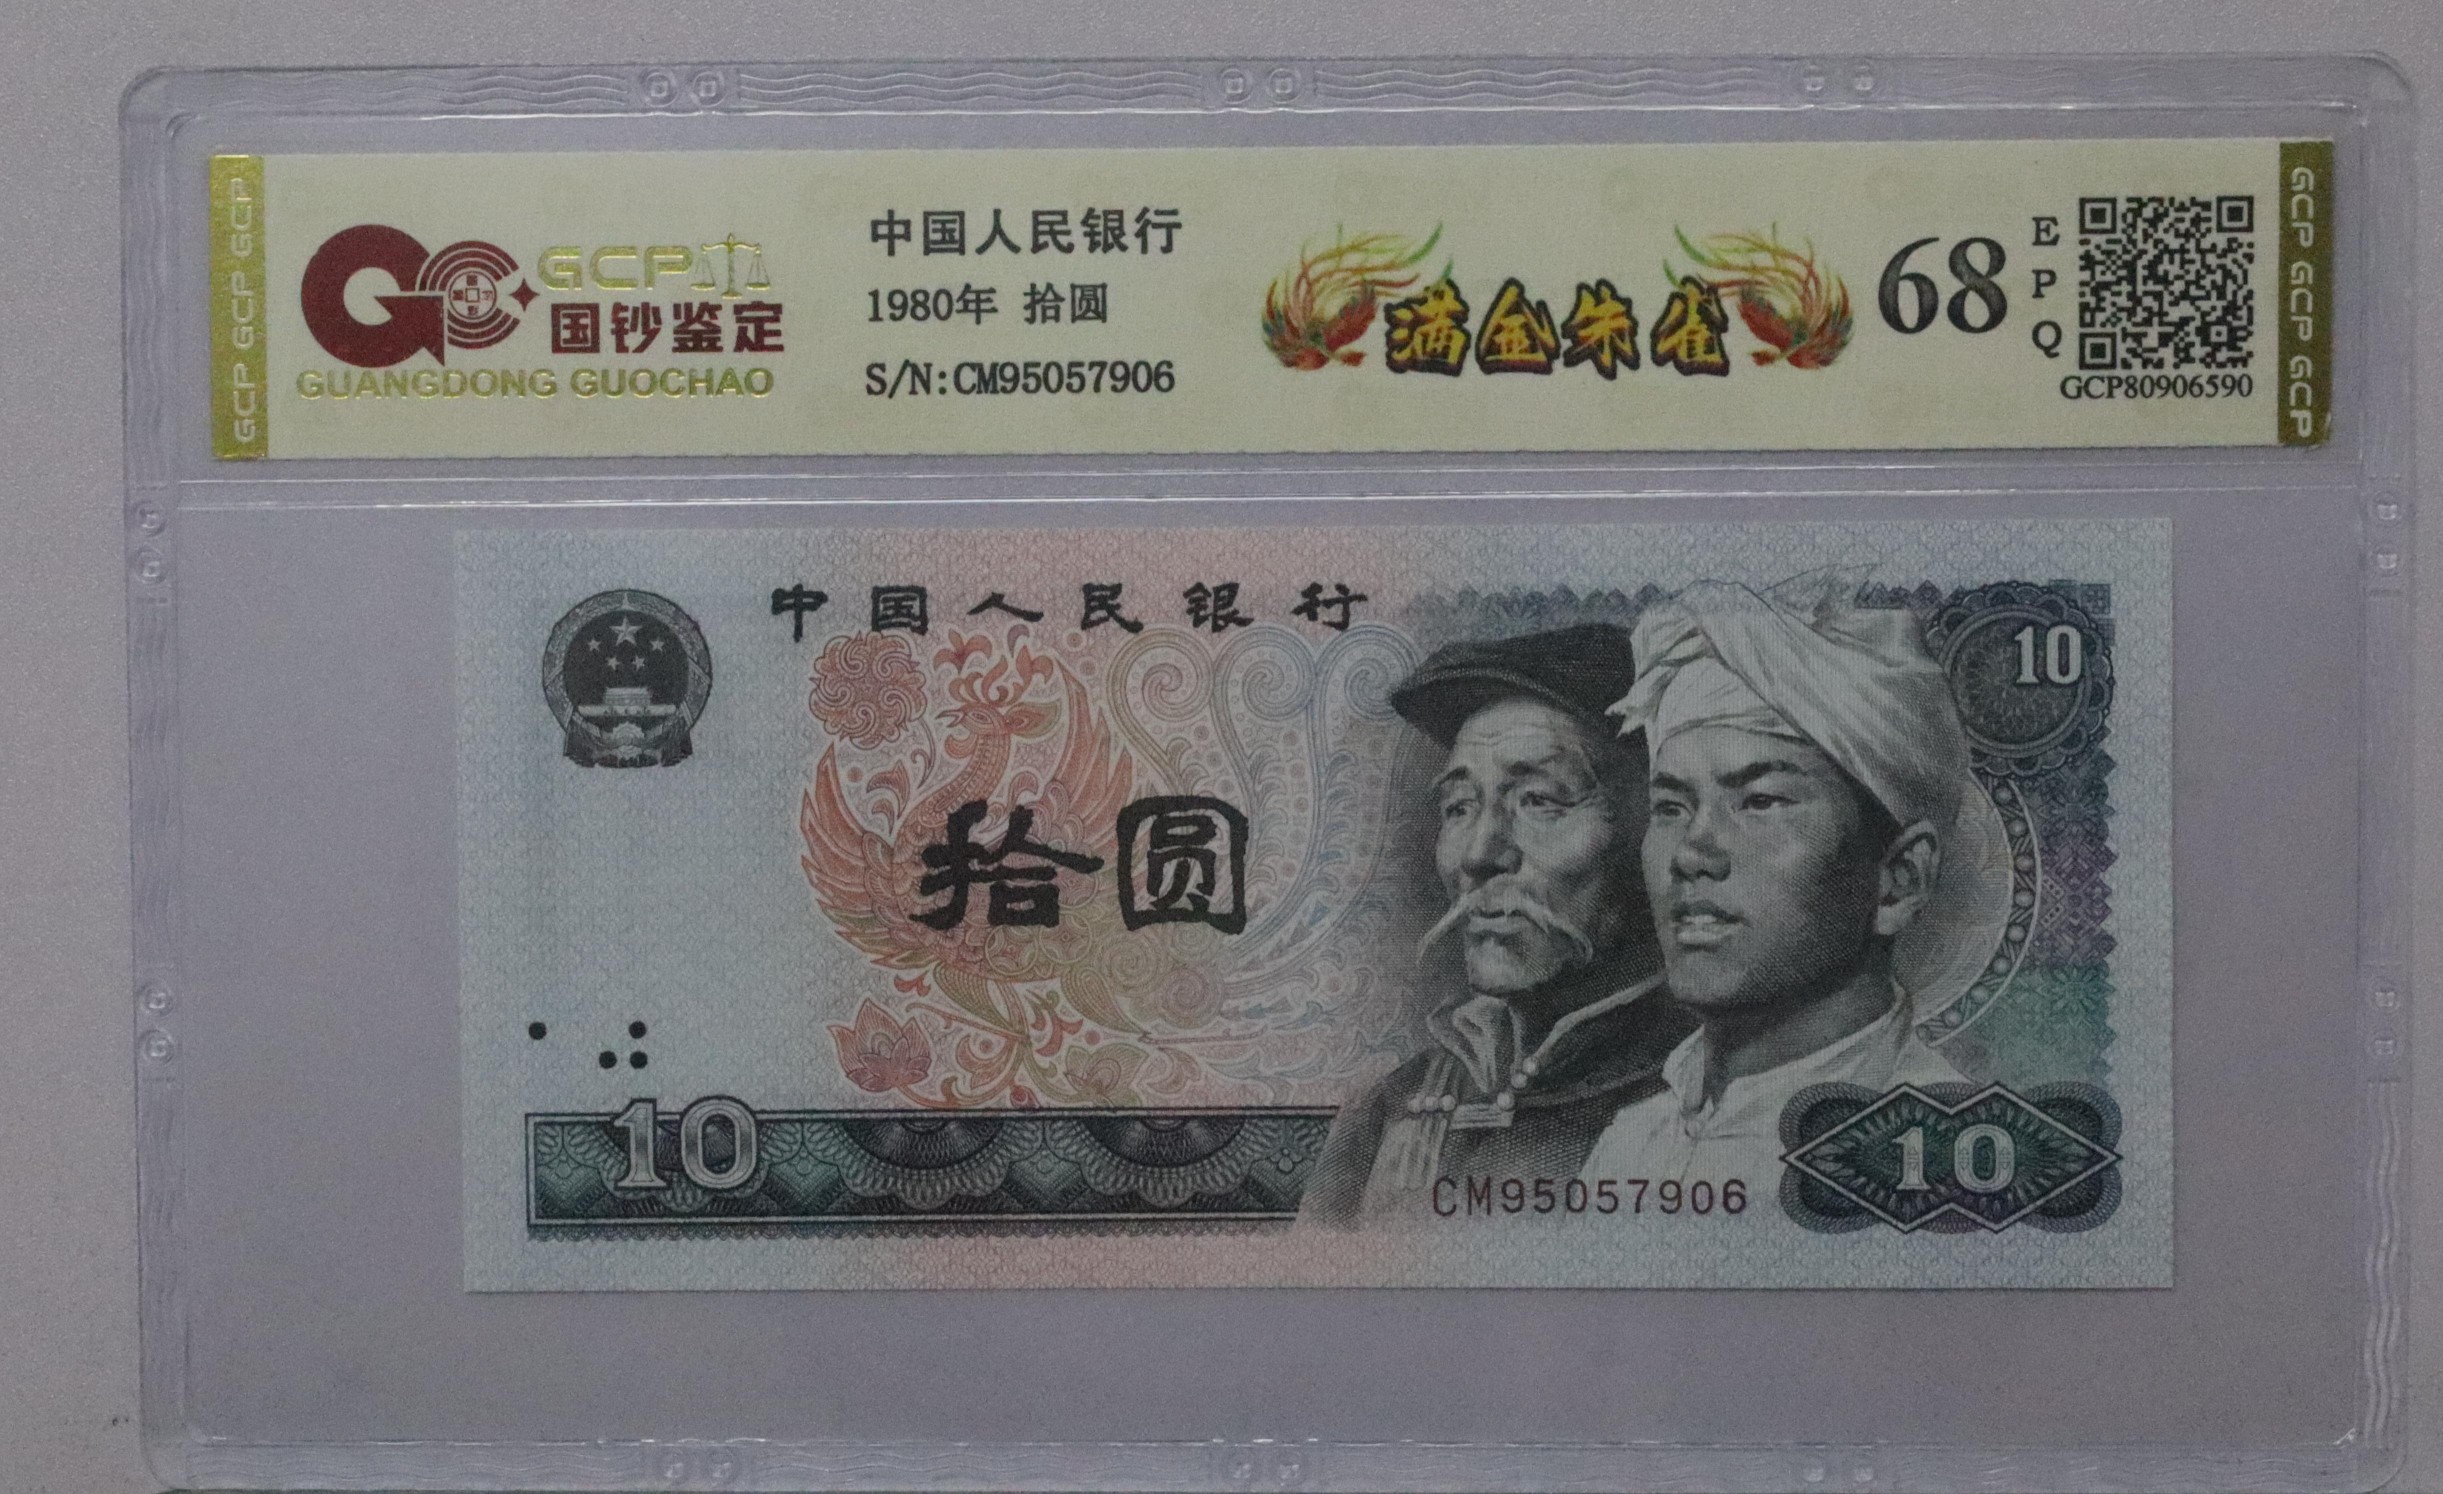 GCP GCP GCP
GCP
国钞鉴定
GUANGDONG GUOCHAO
中国人民银行
1980年 拾圆
S/N:CM95057906
满金朱雀
68
EPQ
GCP80906590
GCP GCP GCP
中国人民银行
10
拾圆
10
CM95057906
10